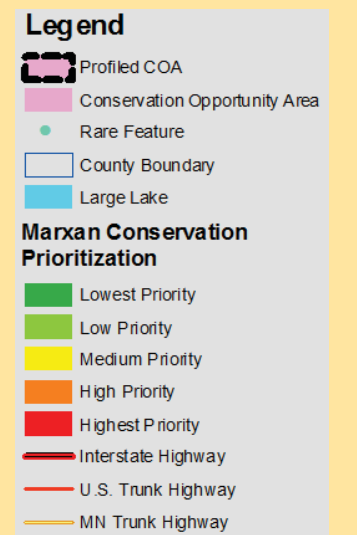 Legend
Profiled COA
Conservation Opportunity Area
Rare Feature
County Boundary
Large Lake
Marxan Conservation
Prioritization
Lowest Priority
Low Priority
Medium Priority
High Priority
Highest Priority
Interstate Highway
U.S. Trunk Highway
MN Trunk Highway